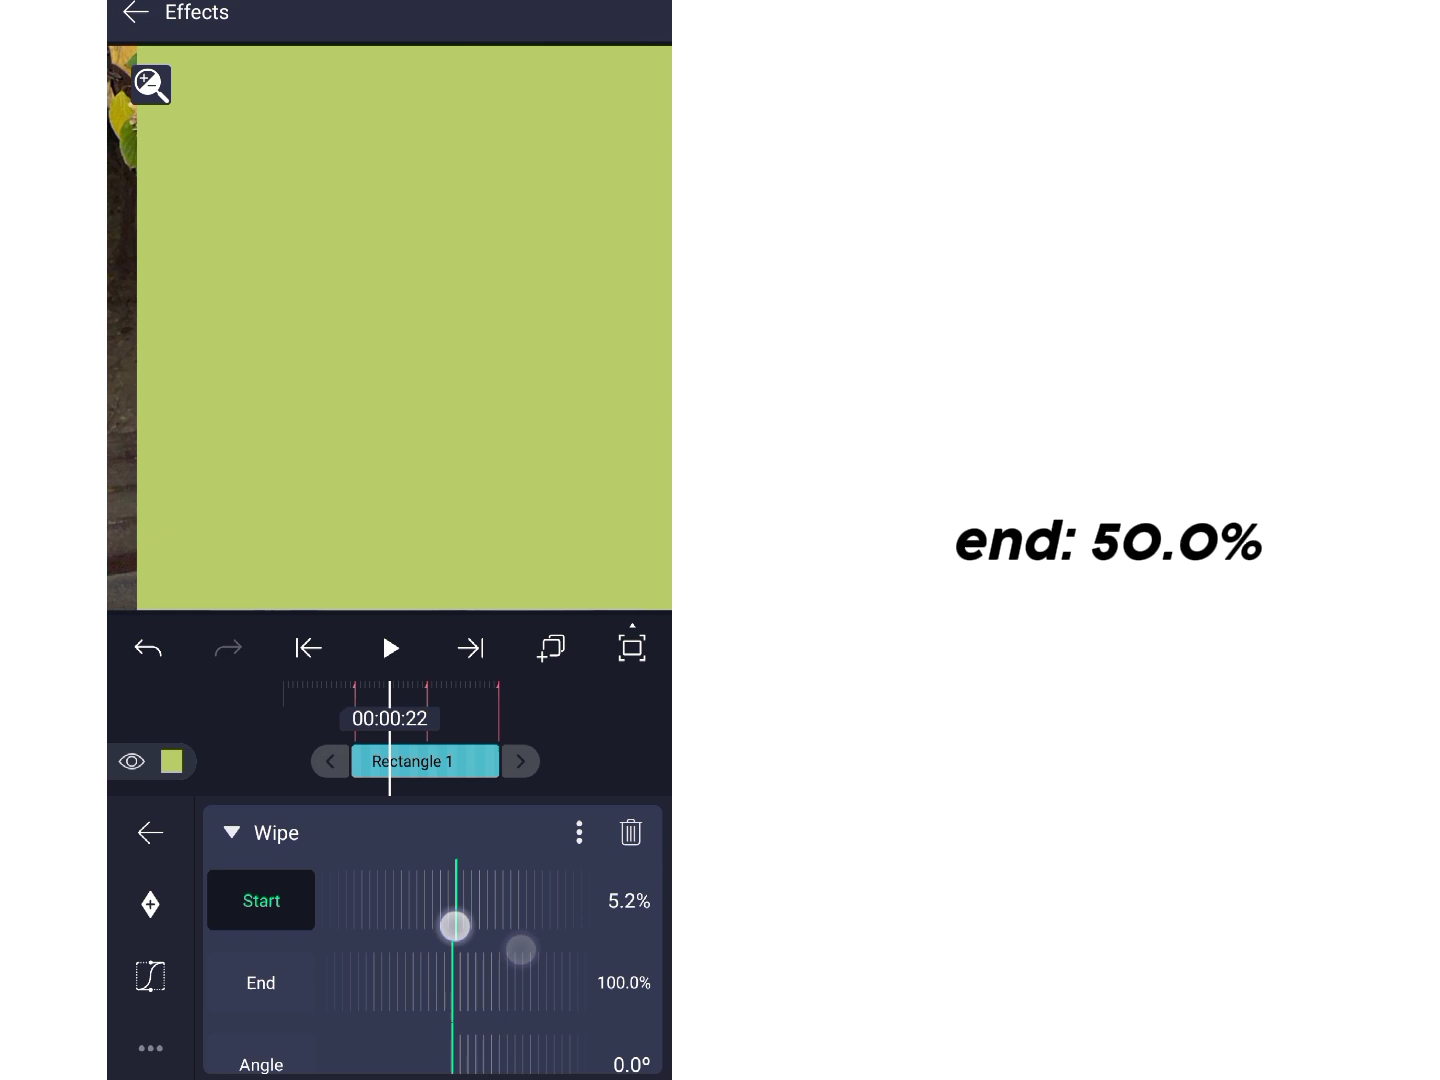 Effects
end: 50.0%
00:00:22
Rectangle 1
Wipe
Start
5.2%
End
100.0%
Angle
0.0º